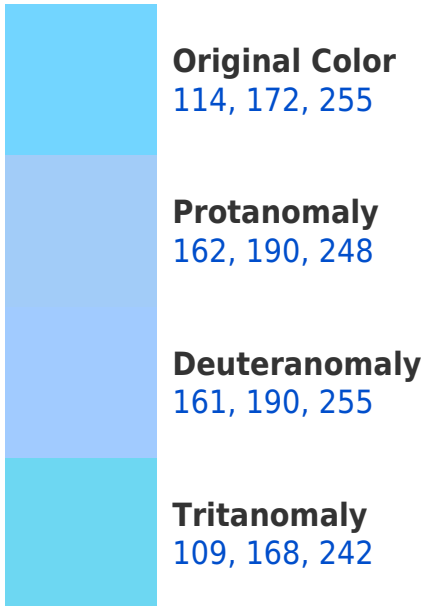 Original Color
114, 172, 255
Protanomaly
162, 190, 248
Deuteranomaly
161, 190, 255
Tritanomaly
109, 168, 242